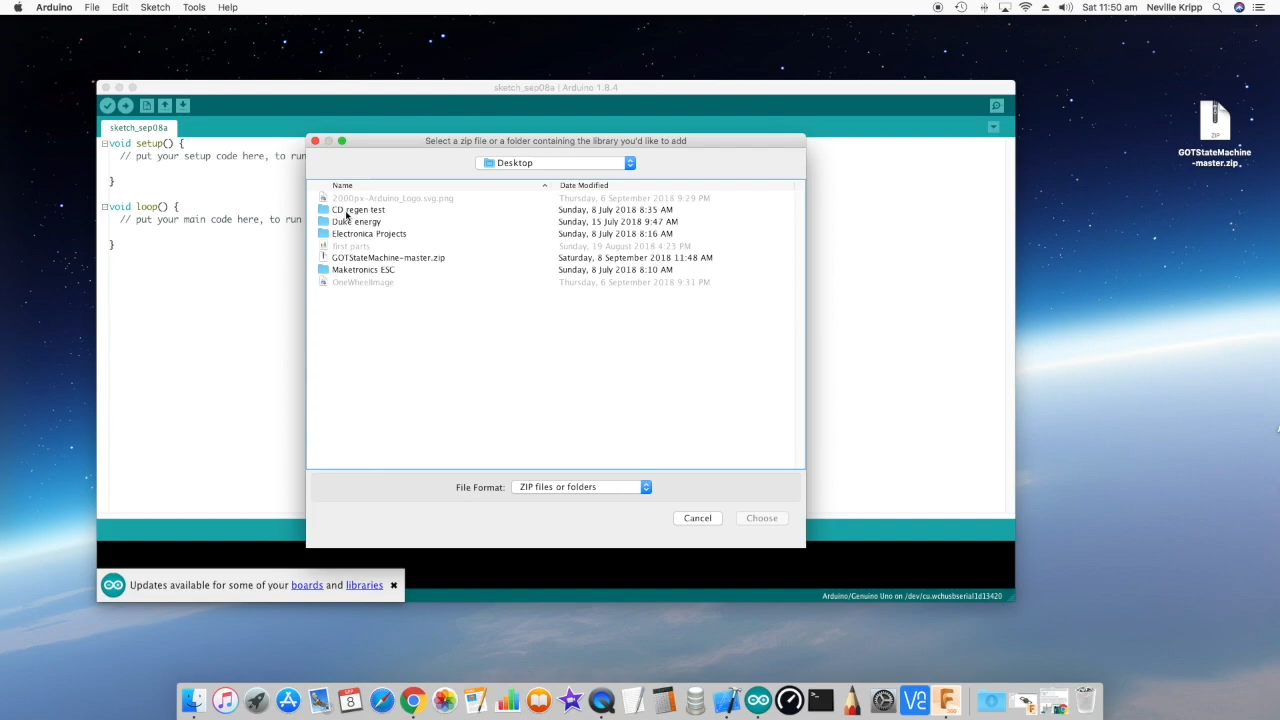 Arduino File Edit Sketch Tools Help Sat 11:50 am Neville Kripp
sketch_sep08a | Arduino 1.8.4
sketch_sep08a
void setup() {
// put your setup code here, to run
}
void loop() {
// put your main code here, to run
}
Select a zip file or a folder containing the library you'd like to add
Desktop
Name Date Modified
2000px-Arduino_Logo.svg.png Thursday, 6 September 2018 9:29 PM
CD regen test Sunday, 8 July 2018 8:35 AM
Duke energy Sunday, 15 July 2018 9:47 AM
Electronica Projects Sunday, 8 July 2018 8:16 AM
first parts Sunday, 19 August 2018 4:23 PM
GOTStateMachine-master.zip Saturday, 8 September 2018 11:48 AM
Maketronics ESC Sunday, 8 July 2018 8:10 AM
OneWheelImage Thursday, 6 September 2018 9:31 PM
File Format: ZIP files or folders
Cancel Choose
Updates available for some of your boards and libraries
Arduino/Genuino Uno on /dev/cu.wchusbserial1d13420
ZIP
GOTStateMachine
-master.zip
8